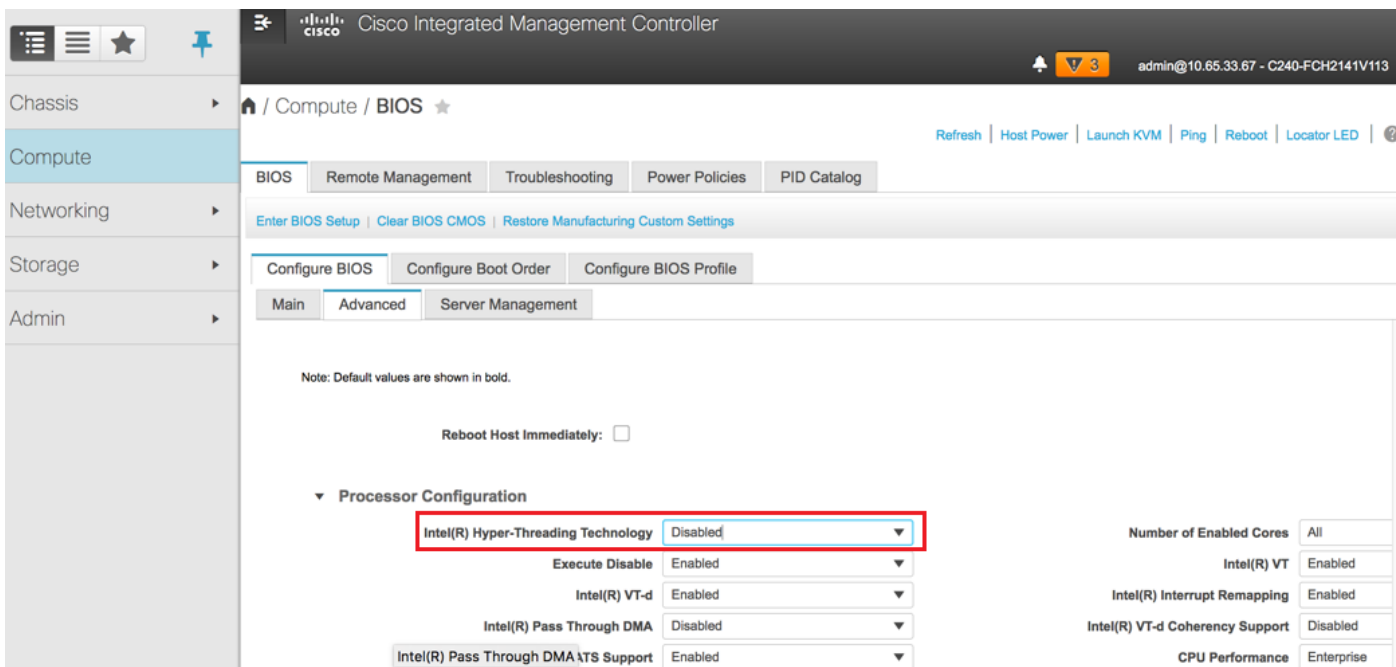 cisco Cisco Integrated Management Controller
3 admin@10.65.33.67 - C240-FCH2141V113
Chassis
Compute
Networking
Storage
Admin
/ Compute / BIOS
Refresh | Host Power | Launch KVM | Ping | Reboot | Locator LED |
BIOS Remote Management Troubleshooting Power Policies PID Catalog
Enter BIOS Setup | Clear BIOS CMOS | Restore Manufacturing Custom Settings
Configure BIOS Configure Boot Order Configure BIOS Profile
Main Advanced Server Management
Note: Default values are shown in bold.
Reboot Host Immediately:
Processor Configuration
Intel(R) Hyper-Threading Technology Disabled Number of Enabled Cores All
Execute Disable Enabled Intel(R) VT Enabled
Intel(R) VT-d Enabled Intel(R) Interrupt Remapping Enabled
Intel(R) Pass Through DMA Disabled Intel(R) VT-d Coherency Support Disabled
Intel(R) Pass Through DMA ATS Support Enabled CPU Performance Enterprise